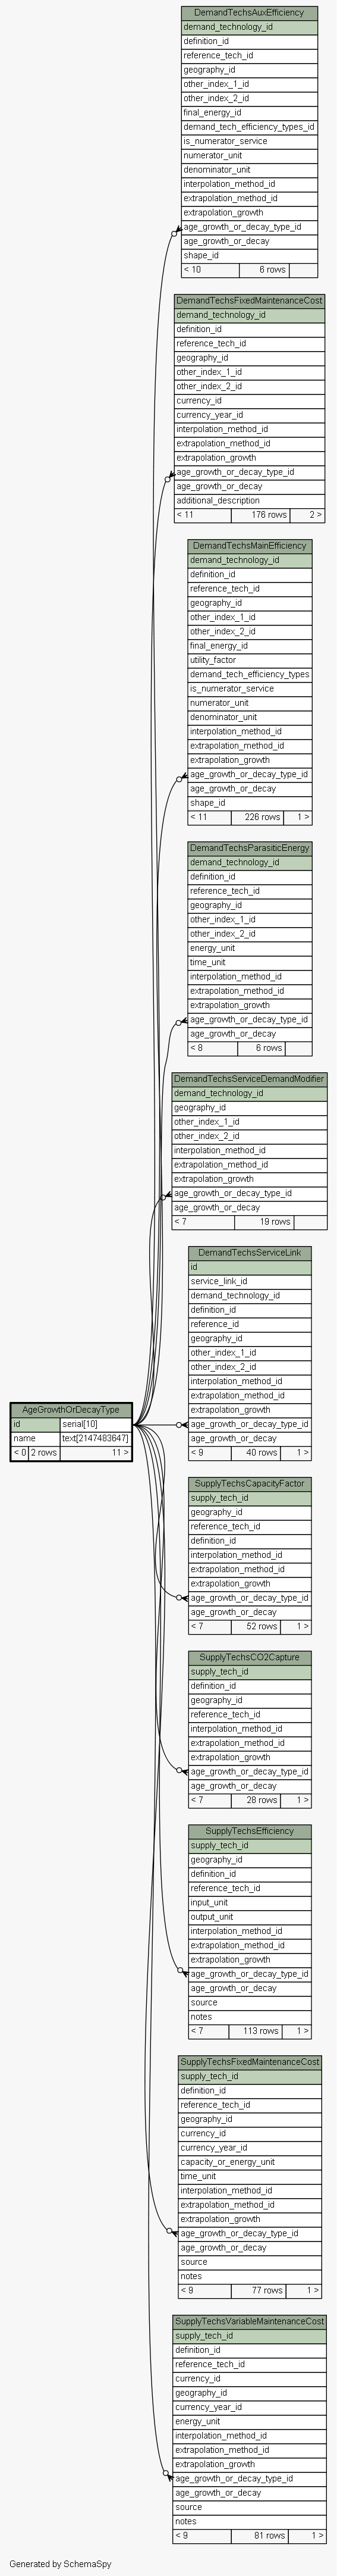 DemandTechsAuxEfficiency
demand_technology_id
definition_id
reference_tech_id
geography_id
other_index_1_id
other_index_2_id
final_energy_id
demand_tech_efficiency_types_id
is_numerator_service
numerator_unit
denominator_unit
interpolation_method_id
extrapolation_method_id
extrapolation_growth
age_growth_or_decay_type_id
age_growth_or_decay
shape_id
< 10 6 rows
DemandTechsFixedMaintenanceCost
demand_technology_id
definition_id
reference_tech_id
geography_id
other_index_1_id
other_index_2_id
currency_id
currency_year_id
interpolation_method_id
extrapolation_method_id
extrapolation_growth
age_growth_or_decay_type_id
age_growth_or_decay
additional_description
< 11 176 rows 2 >
DemandTechsMainEfficiency
demand_technology_id
definition_id
reference_tech_id
geography_id
other_index_1_id
other_index_2_id
final_energy_id
utility_factor
demand_tech_efficiency_types
is_numerator_service
numerator_unit
denominator_unit
interpolation_method_id
extrapolation_method_id
extrapolation_growth
age_growth_or_decay_type_id
age_growth_or_decay
shape_id
< 11 226 rows 1 >
DemandTechsParasiticEnergy
demand_technology_id
definition_id
reference_tech_id
geography_id
other_index_1_id
other_index_2_id
energy_unit
time_unit
interpolation_method_id
extrapolation_method_id
extrapolation_growth
age_growth_or_decay_type_id
age_growth_or_decay
< 8 6 rows
DemandTechsServiceDemandModifier
demand_technology_id
geography_id
other_index_1_id
other_index_2_id
interpolation_method_id
extrapolation_method_id
extrapolation_growth
age_growth_or_decay_type_id
age_growth_or_decay
< 7 19 rows
DemandTechsServiceLink
id
service_link_id
demand_technology_id
definition_id
reference_id
geography_id
other_index_1_id
other_index_2_id
interpolation_method_id
extrapolation_method_id
extrapolation_growth
age_growth_or_decay_type_id
age_growth_or_decay
< 9 40 rows 1 >
AgeGrowthOrDecayType
id serial[10]
name text[2147483647]
< 0 2 rows 11 >
SupplyTechsCapacityFactor
supply_tech_id
geography_id
reference_tech_id
definition_id
interpolation_method_id
extrapolation_method_id
extrapolation_growth
age_growth_or_decay_type_id
age_growth_or_decay
< 7 52 rows 1 >
SupplyTechsCO2Capture
supply_tech_id
definition_id
geography_id
reference_tech_id
interpolation_method_id
extrapolation_method_id
extrapolation_growth
age_growth_or_decay_type_id
age_growth_or_decay
< 7 28 rows 1 >
SupplyTechsEfficiency
supply_tech_id
geography_id
definition_id
reference_tech_id
input_unit
output_unit
interpolation_method_id
extrapolation_method_id
extrapolation_growth
age_growth_or_decay_type_id
age_growth_or_decay
source
notes
< 7 113 rows 1 >
SupplyTechsFixedMaintenanceCost
supply_tech_id
definition_id
reference_tech_id
geography_id
currency_id
currency_year_id
capacity_or_energy_unit
time_unit
interpolation_method_id
extrapolation_method_id
extrapolation_growth
age_growth_or_decay_type_id
age_growth_or_decay
source
notes
< 9 77 rows 1 >
SupplyTechsVariableMaintenanceCost
supply_tech_id
definition_id
reference_tech_id
currency_id
geography_id
currency_year_id
energy_unit
interpolation_method_id
extrapolation_method_id
extrapolation_growth
age_growth_or_decay_type_id
age_growth_or_decay
source
notes
< 9 81 rows 1 >
Generated by SchemaSpy